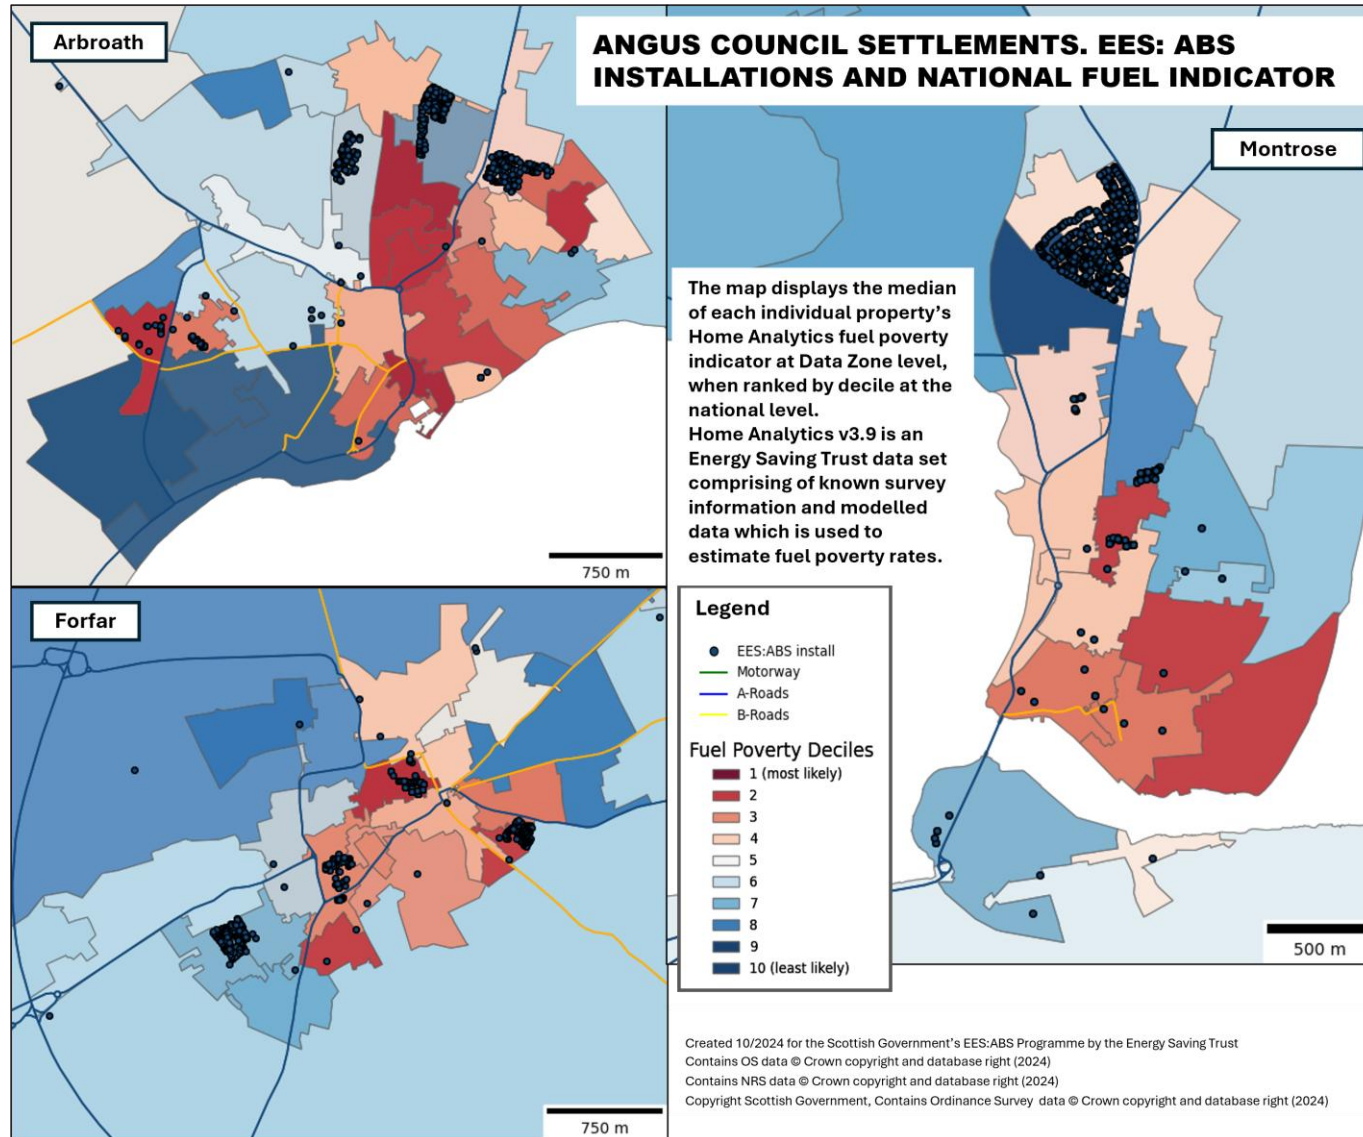 Arbroath
ANGUS COUNCIL SETTLEMENTS. EES: ABS
INSTALLATIONS AND NATIONAL FUEL INDICATOR
Montrose
The map displays the median
of each individual property's
Home Analytics fuel poverty
indicator at Data Zone level,
when ranked by decile at the
national level.
Home Analytics v3.9 is an
Energy Saving Trust data set
comprising of known survey
information and modelled
data which is used to
estimate fuel poverty rates.
750 m
Forfar
Legend
EES:ABS install
Motorway
A-Roads
B-Roads
Fuel Poverty Deciles
1 (most likely)
2
3
4
5
6
7
8
9
10 (least likely)
500 m
750 m
Created 10/2024 for the Scottish Government's EES:ABS Programme by the Energy Saving Trust
Contains OS data © Crown copyright and database right (2024)
Contains NRS data © Crown copyright and database right (2024)
Copyright Scottish Government, Contains Ordinance Survey data © Crown copyright and database right (2024)